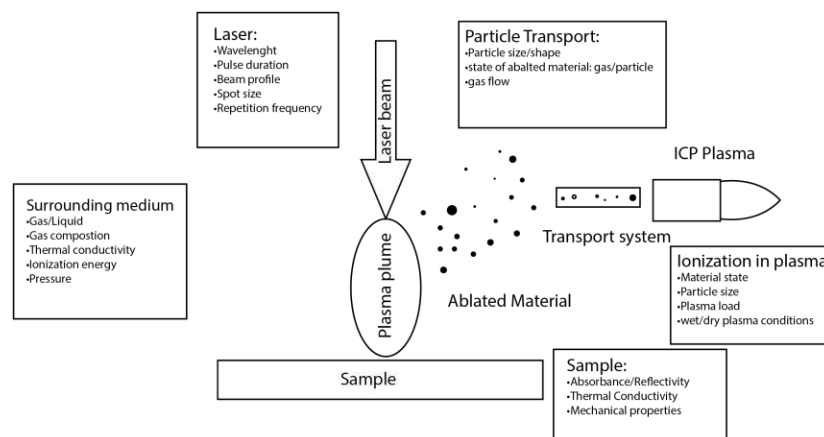 Laser:
•Wavelenght
•Pulse duration
•Beam profile
•Spot size
•Repetition frequency
Particle Transport:
•Particle size/shape
•state of abalted material: gas/particle
•gas flow
Laser beam
ICP Plasma
Surrounding medium
•Gas/Liquid
•Gas compostion
•Thermal conductivity
•Ionization energy
•Pressure
Transport system
Plasma plume
Ablated Material
Ionization in plasma
•Material state
•Particle size
•Plasma load
•wet/dry plasma conditions
Sample
Sample:
•Absorbance/Reflectivity
•Thermal Conductivity
•Mechanical properties